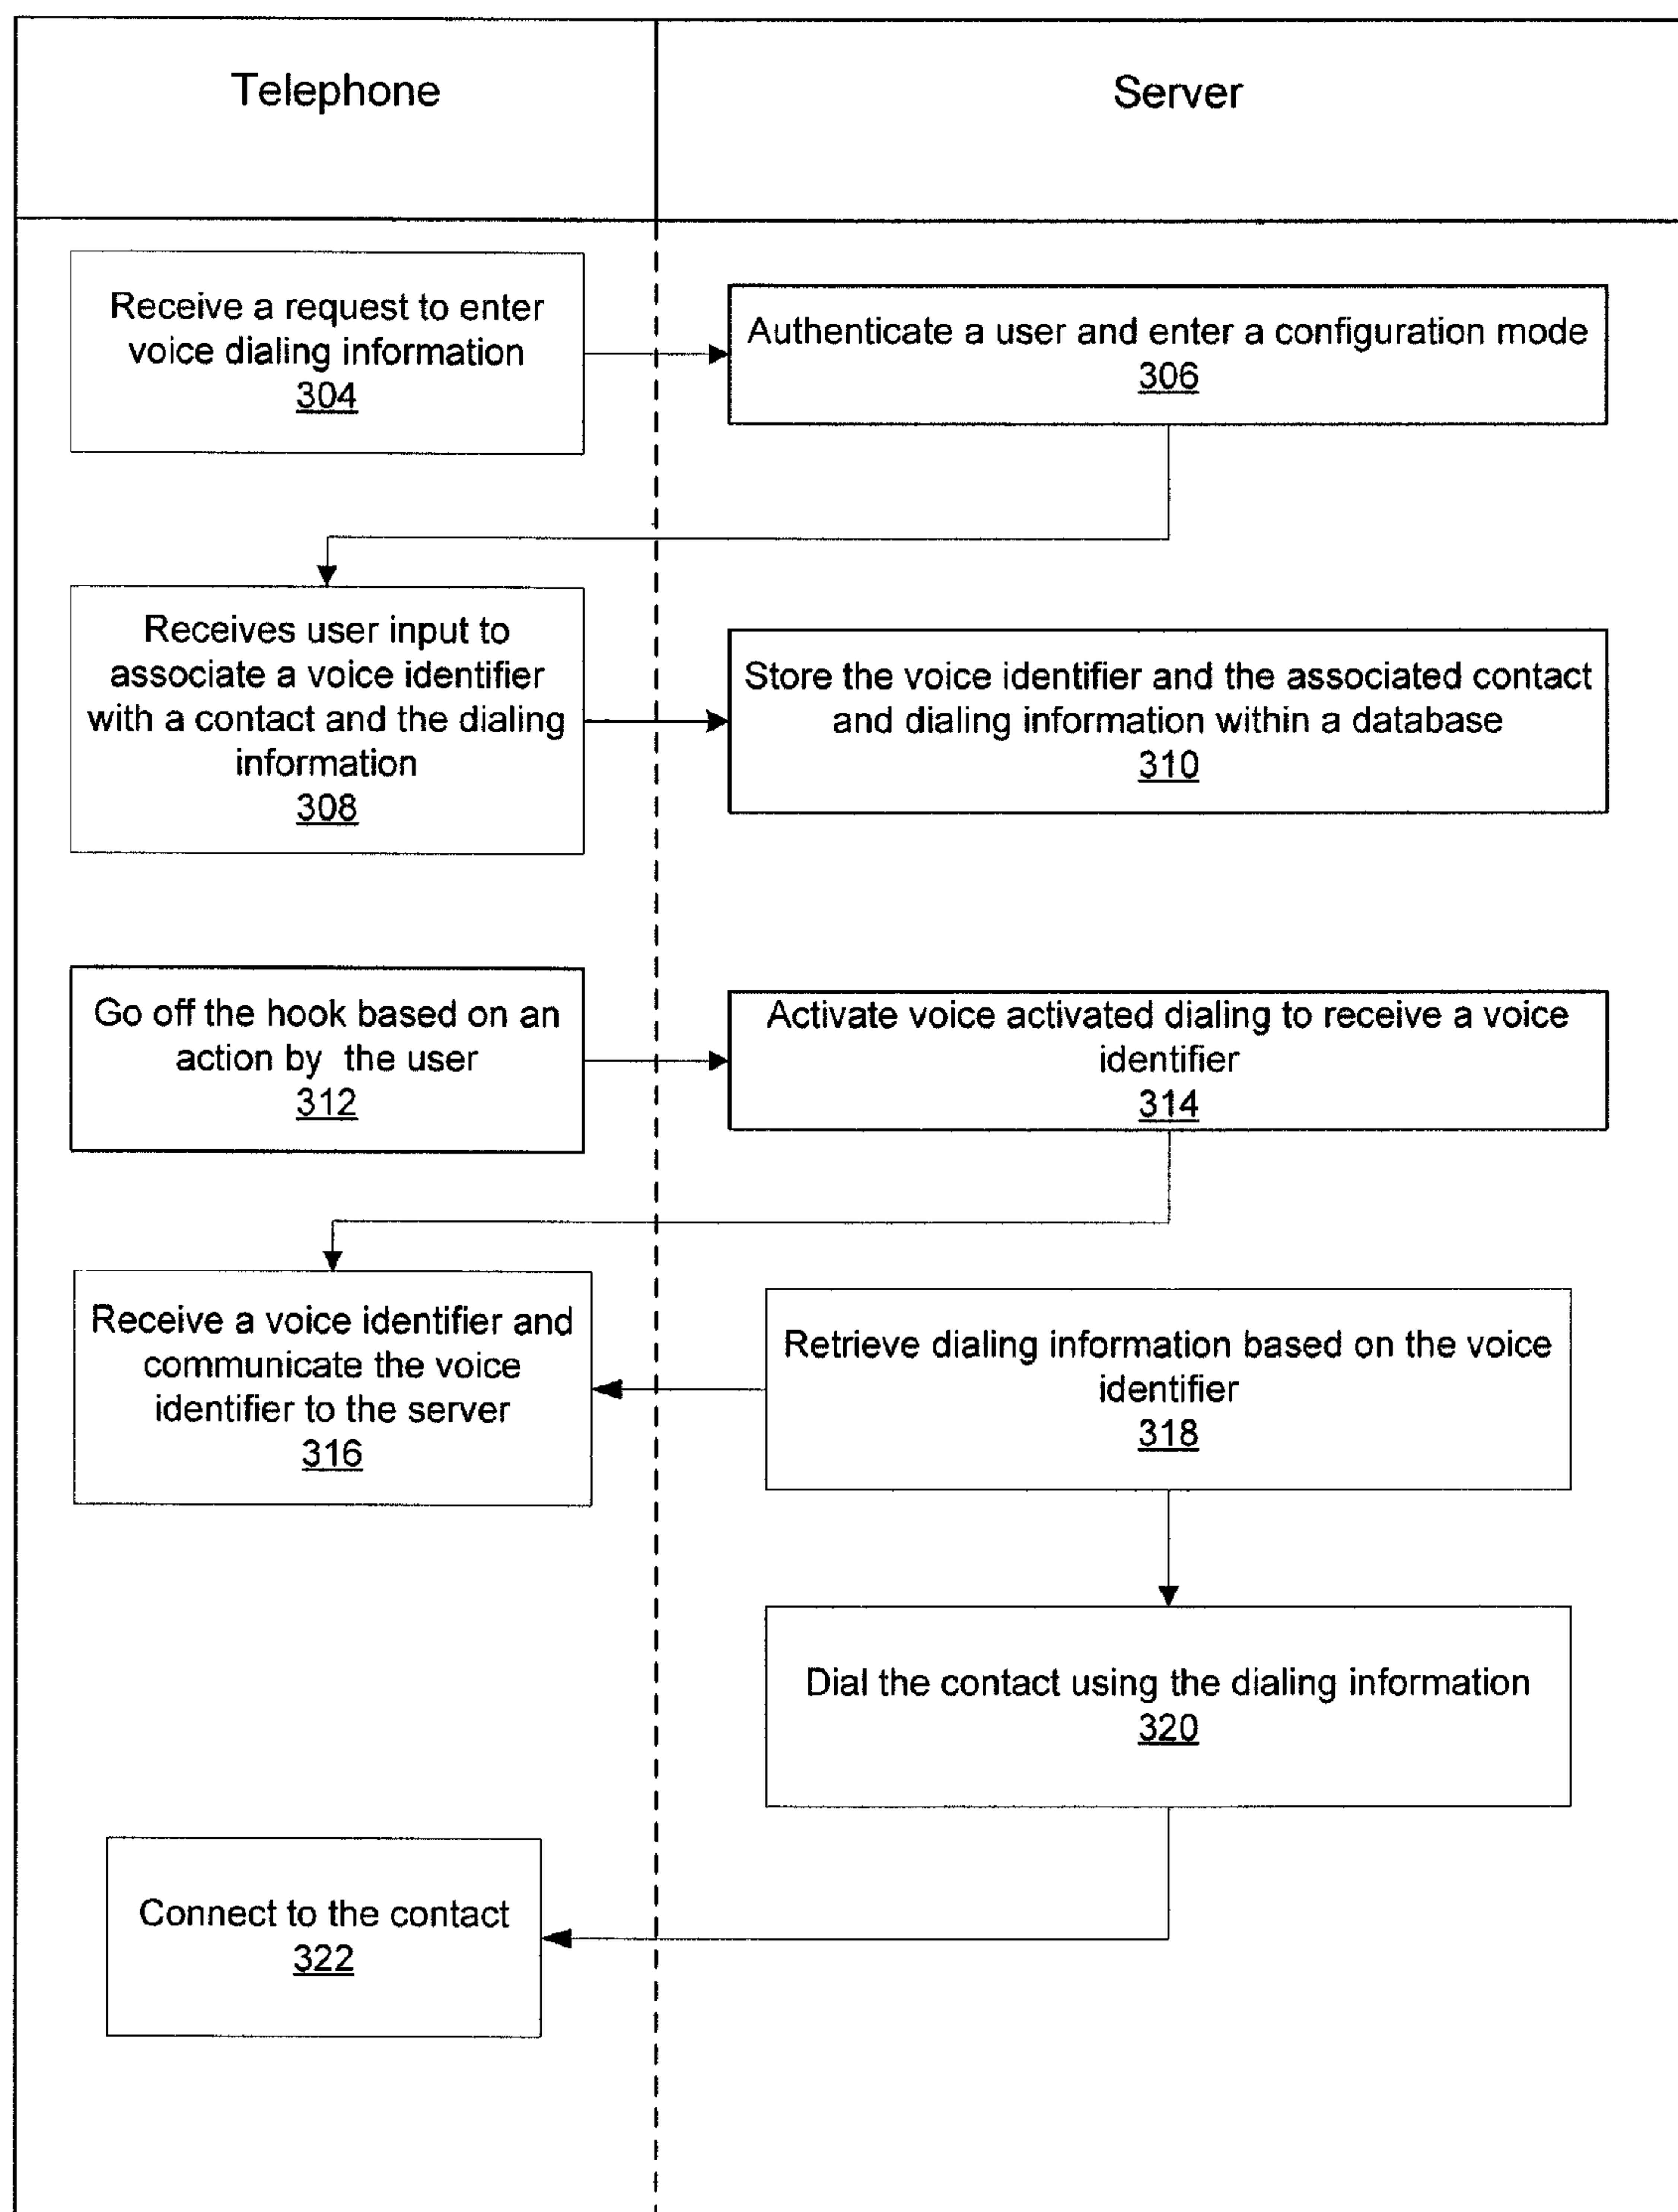 Telephone
Server
Receive a request to enter
voice dialing information
304
Authenticate a user and enter a configuration mode
306
Receives user input to
associate a voice identifier
with a contact and the dialing
information
308
Store the voice identifier and the associated contact
and dialing information within a database
310
Go off the hook based on an
action by the user
312
Activate voice activated dialing to receive a voice
identifier
314
Receive a voice identifier and
communicate the voice
identifier to the server
316
Retrieve dialing information based on the voice
identifier
318
Dial the contact using the dialing information
320
Connect to the contact
322